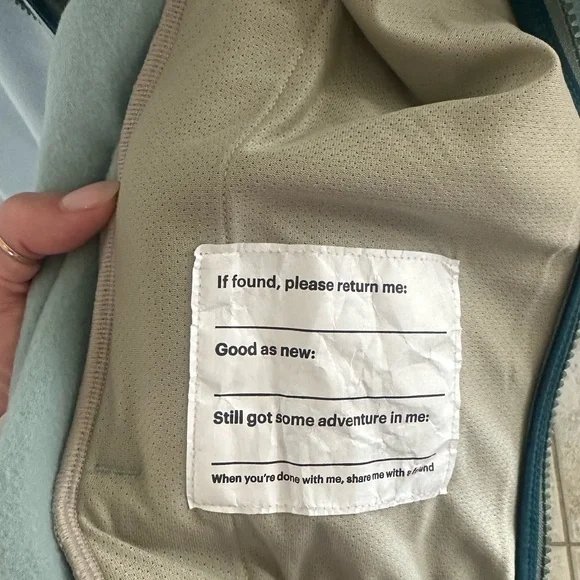 If found, please return me:
Good as new:
Still got some adventure in me:
When you're done with me, share me with a friend